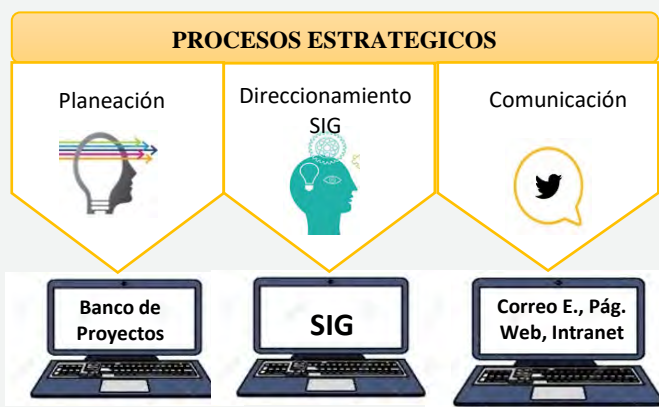 PROCESOS ESTRATEGICOS
Planeación
Direccionamiento
SIG
Comunicación
Banco de
Proyectos
SIG
Correo E., Pág.
Web, Intranet